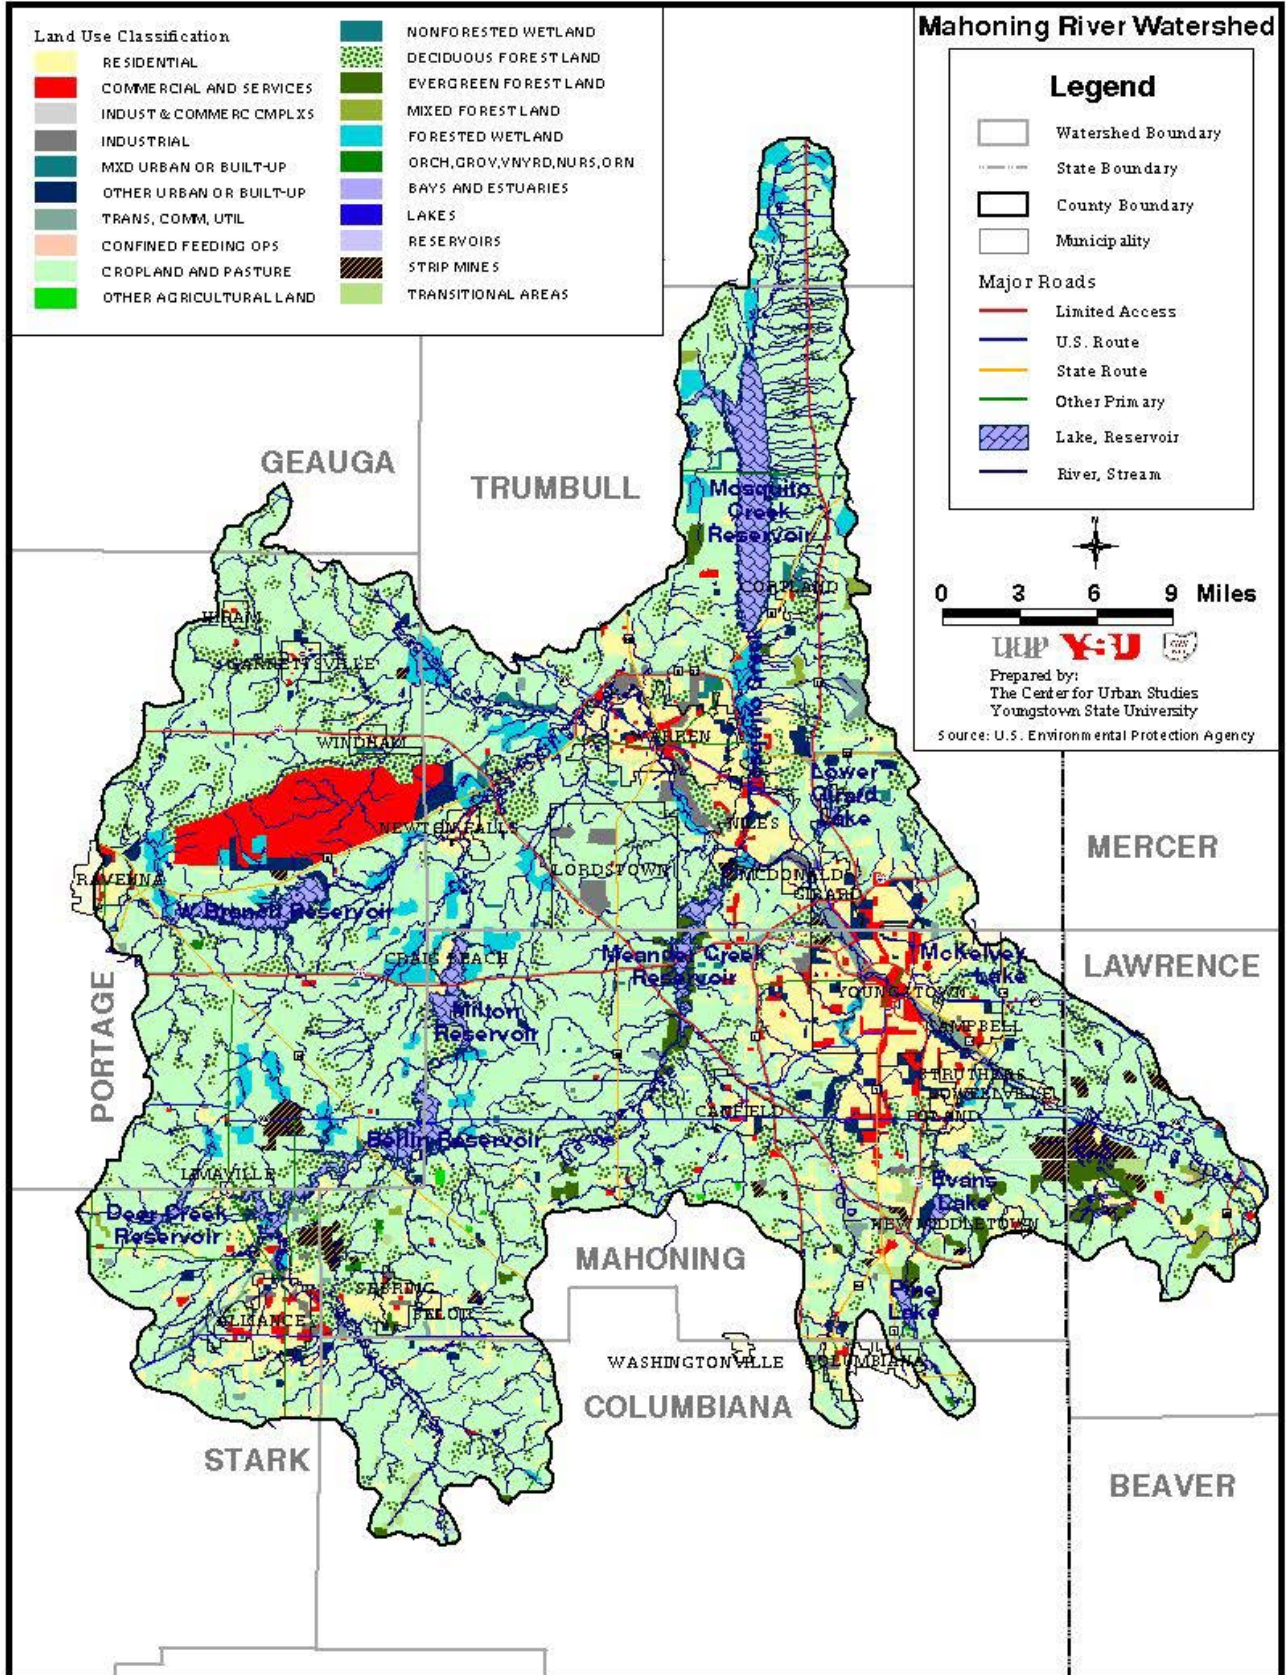 Land Use Classification
RESIDENTIAL
COMMERCIAL AND SERVICES
INDUST & COMMERC CMPLXS
INDUSTRIAL
MXD URBAN OR BUILT-UP
OTHER URBAN OR BUILT-UP
TRANS, COMM, UTIL
CONFINED FEEDING OPS
CROPLAND AND PASTURE
OTHER AGRICULTURAL LAND
NONFORESTED WETLAND
DECIDUOUS FOREST LAND
EVERGREEN FOREST LAND
MIXED FOREST LAND
FORESTED WETLAND
ORCH,GROV,VNYRD,NURS,ORN
BAYS AND ESTUARIES
LAKES
RESERVOIRS
STRIP MINES
TRANSITIONAL AREAS
Mahoning River Watershed
Legend
Watershed Boundary
State Boundary
County Boundary
Municipality
Major Roads
Limited Access
U.S. Route
State Route
Other Primary
Lake, Reservoir
River, Stream
N
0 3 6 9 Miles
YSU
Prepared by:
The Center for Urban Studies
Youngstown State University
Source: U.S. Environmental Protection Agency
GEAUGA
TRUMBULL
Mosquito
Creek
Reservoir
CORTLAND
HIRAM
GARRETTSVILLE
WINDHAM
WARREN
Lower
Girard
Lake
NEWTON FALLS
NILES
MERCER
LORDSTOWN
MCDONALD
RAVENNA
GIRARD
W Branch Reservoir
CRAIG BEACH
Meander Creek
Reservoir
McKelvey
Lake
LAWRENCE
YOUNGSTOWN
PORTAGE
Milton
Reservoir
CAMPBELL
STRUTHERS
LOWELLVILLE
CANFIELD
POLAND
Berlin Reservoir
LIMAVILLE
Evans
Lake
Deer Creek
Reservoir
NEW MIDDLETOWN
MAHONING
SEBRING
BELOIT
Pine
Lake
ALLIANCE
WASHINGTONVILLE
COLUMBIANA
COLUMBIANA
STARK
BEAVER